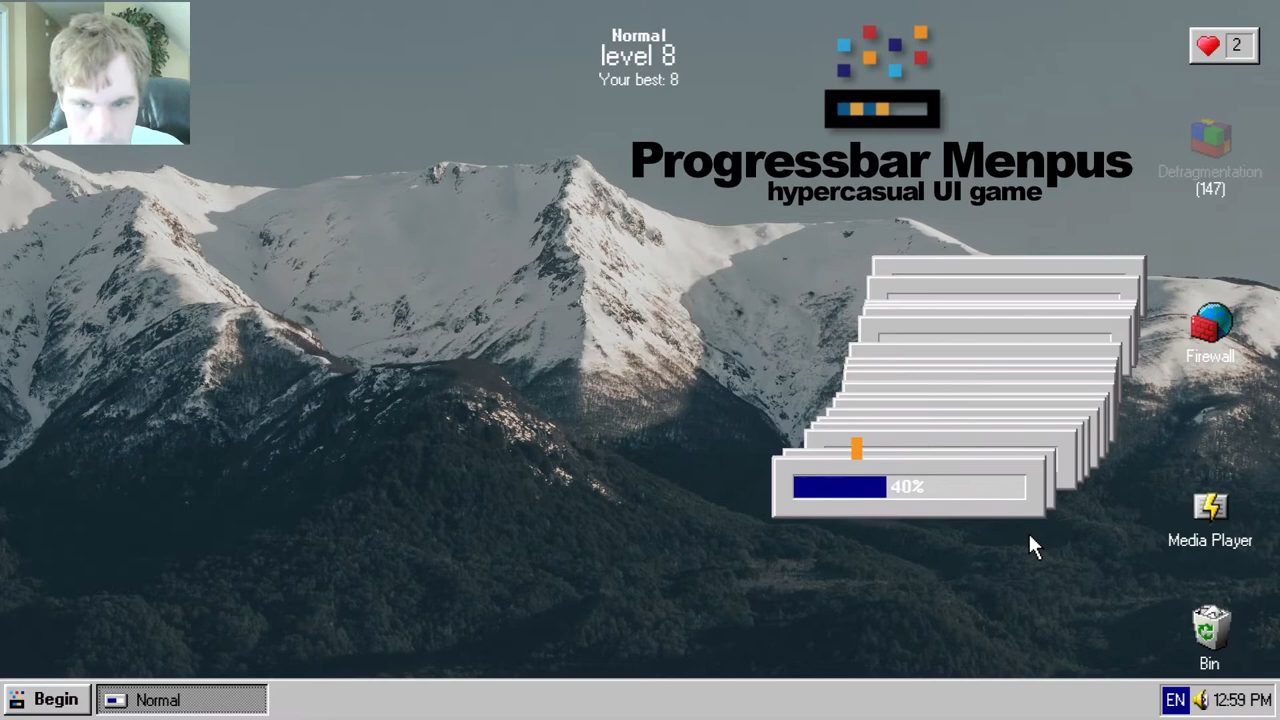 Normal
level 8
Your best: 8
2
Progressbar Menpus
hypercasual UI game
Defragmentation
(147)
Firewall
40%
Media Player
Bin
Begin
Normal
EN
12:59 PM